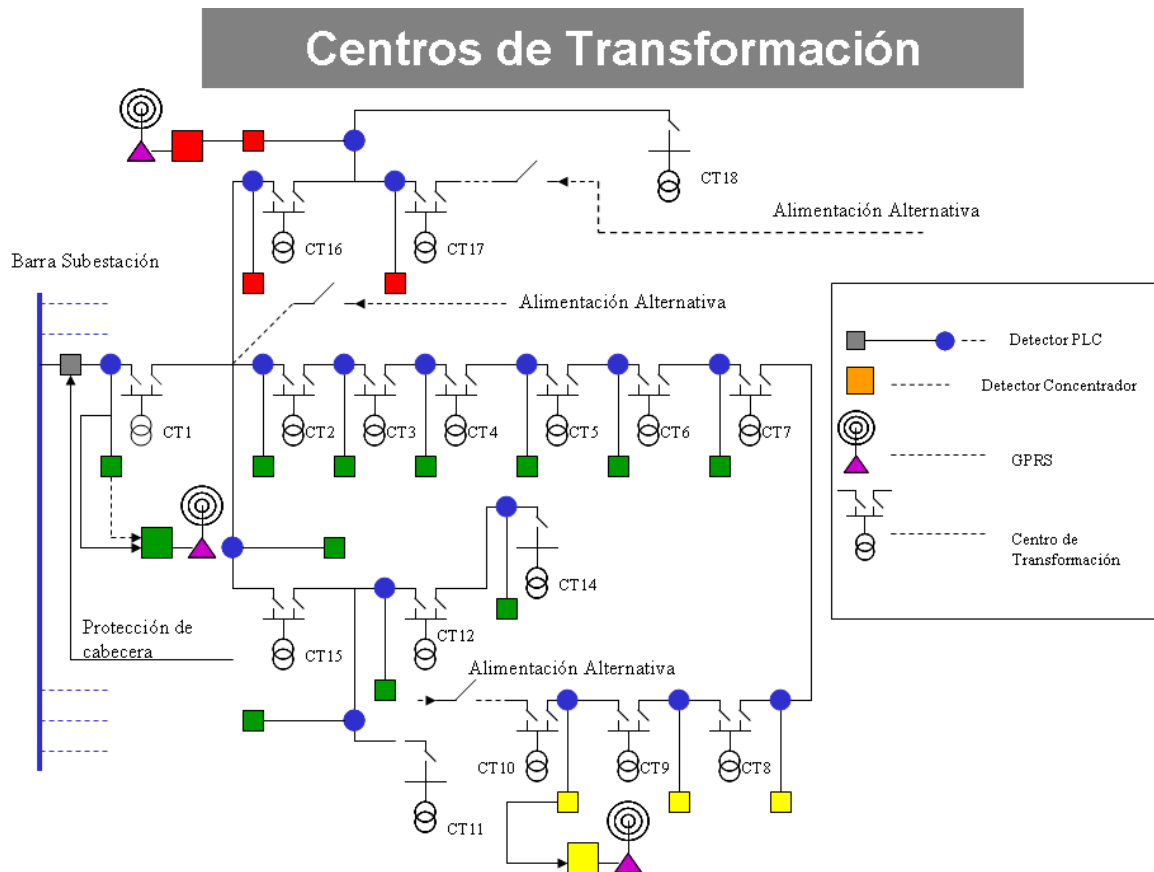 Centros de Transformación
CT18
Alimentación Alternativa
CT16
CT17
Barra Subestación
Alimentación Alternativa
Detector PLC
Detector Concentrador
GPRS
Centro de
Transformación
CT1
CT2
CT3
CT4
CT5
CT6
CT7
CT14
Protección de
cabecera
CT15
CT12
Alimentación Alternativa
CT10
CT9
CT8
CT11